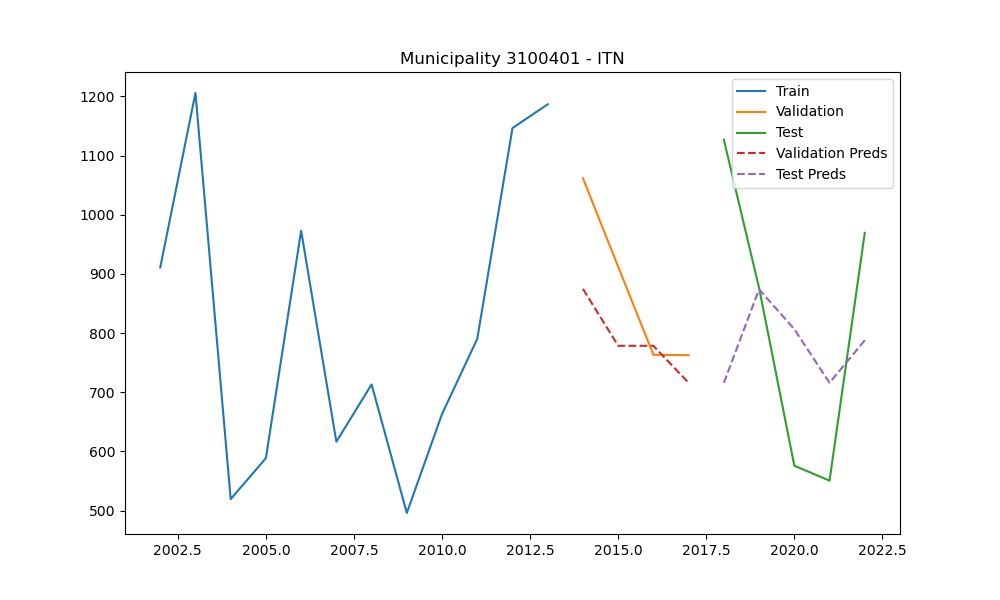 Municipality 3100401 - ITN
Train
Validation
Test
Validation Preds
Test Preds
1200
1100
1000
900
800
700
600
500
2002.5 2005.0 2007.5 2010.0 2012.5 2015.0 2017.5 2020.0 2022.5